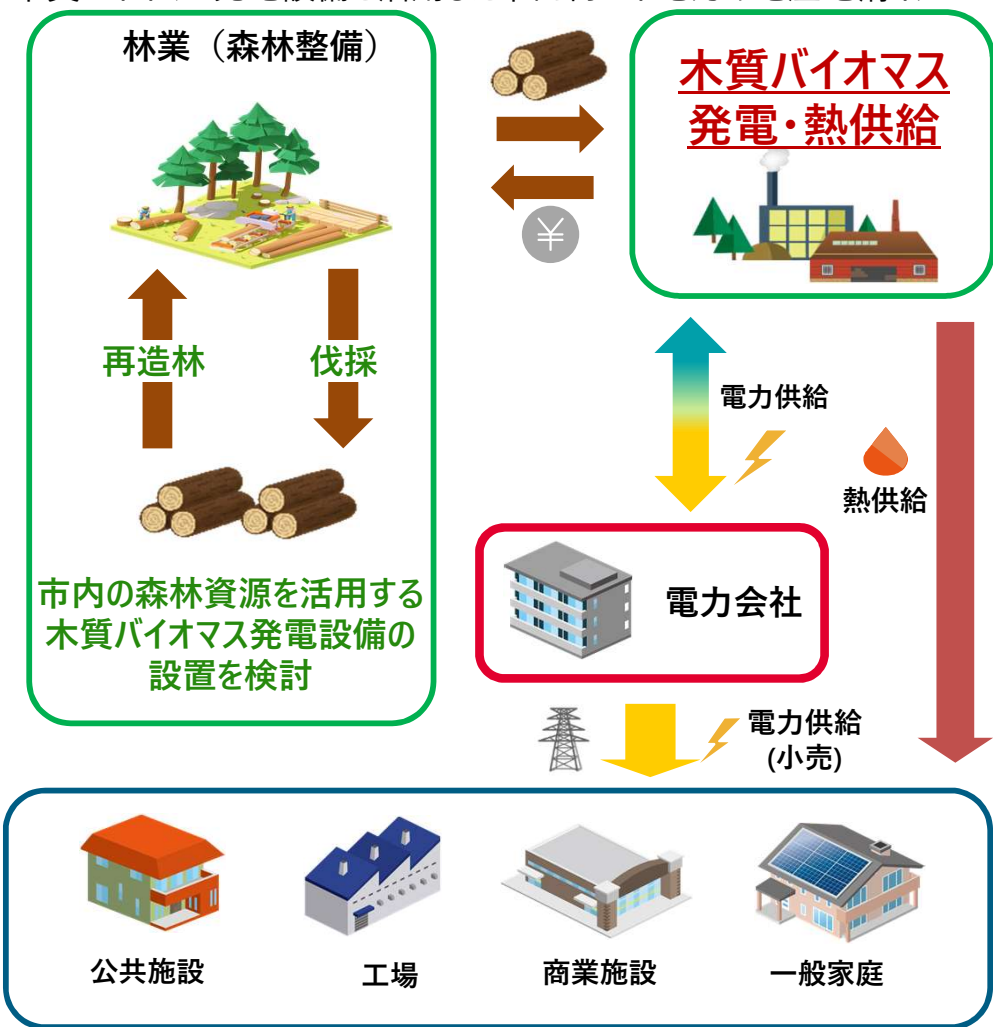 林業（森林整備）
木質バイオマス
発電・熱供給
¥
再造林
伐採
電力供給
熱供給
市内の森林資源を活用する
木質バイオマス発電設備の
設置を検討
電力会社
電力供給
(小売)
公共施設
工場
商業施設
一般家庭